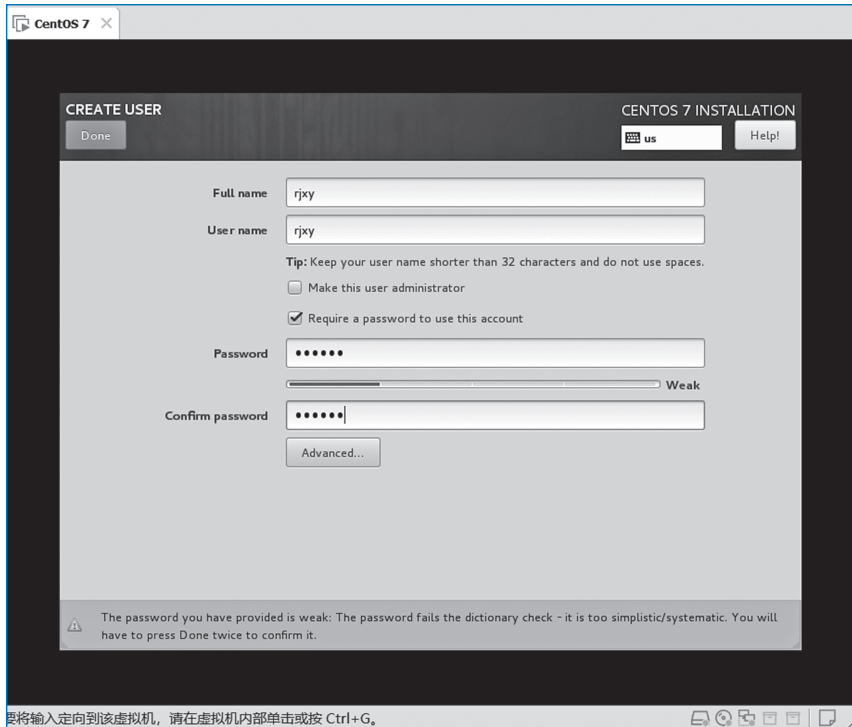 CentOS 7
CREATE USER
CENTOS 7 INSTALLATION
Done
us
Help!
Full name
rjxy
User name
rjxy
Tip: Keep your user name shorter than 32 characters and do not use spaces.
Make this user administrator
Require a password to use this account
Password
••••••
Weak
Confirm password
••••••
Advanced...
The password you have provided is weak: The password fails the dictionary check - it is too simplistic/systematic. You will
have to press Done twice to confirm it.
要将输入定向到该虚拟机，请在虚拟机内部单击或按 Ctrl+G。